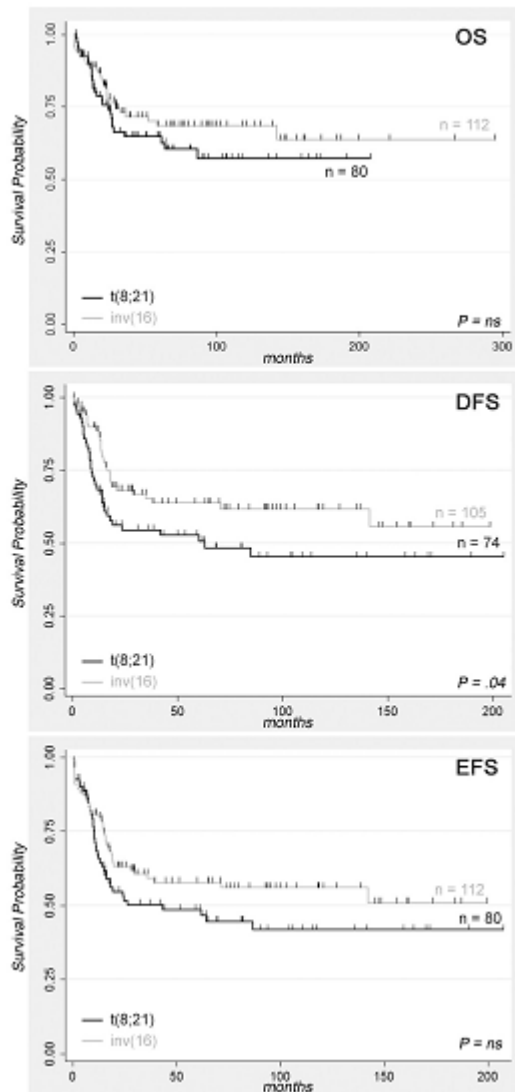 OS
Survival Probability
1.00
0.75
0.50
0.25
0.00
n = 112
n = 80
t(8;21)
inv(16)
P = ns
0
100
200
300
months
DFS
Survival Probability
1.00
0.75
0.50
0.25
0.00
n = 105
n = 74
t(8;21)
inv(16)
P = .04
0
50
100
150
200
months
EFS
Survival Probability
1.00
0.75
0.50
0.25
0.00
n = 112
n = 80
t(8;21)
inv(16)
P = ns
0
50
100
150
200
months